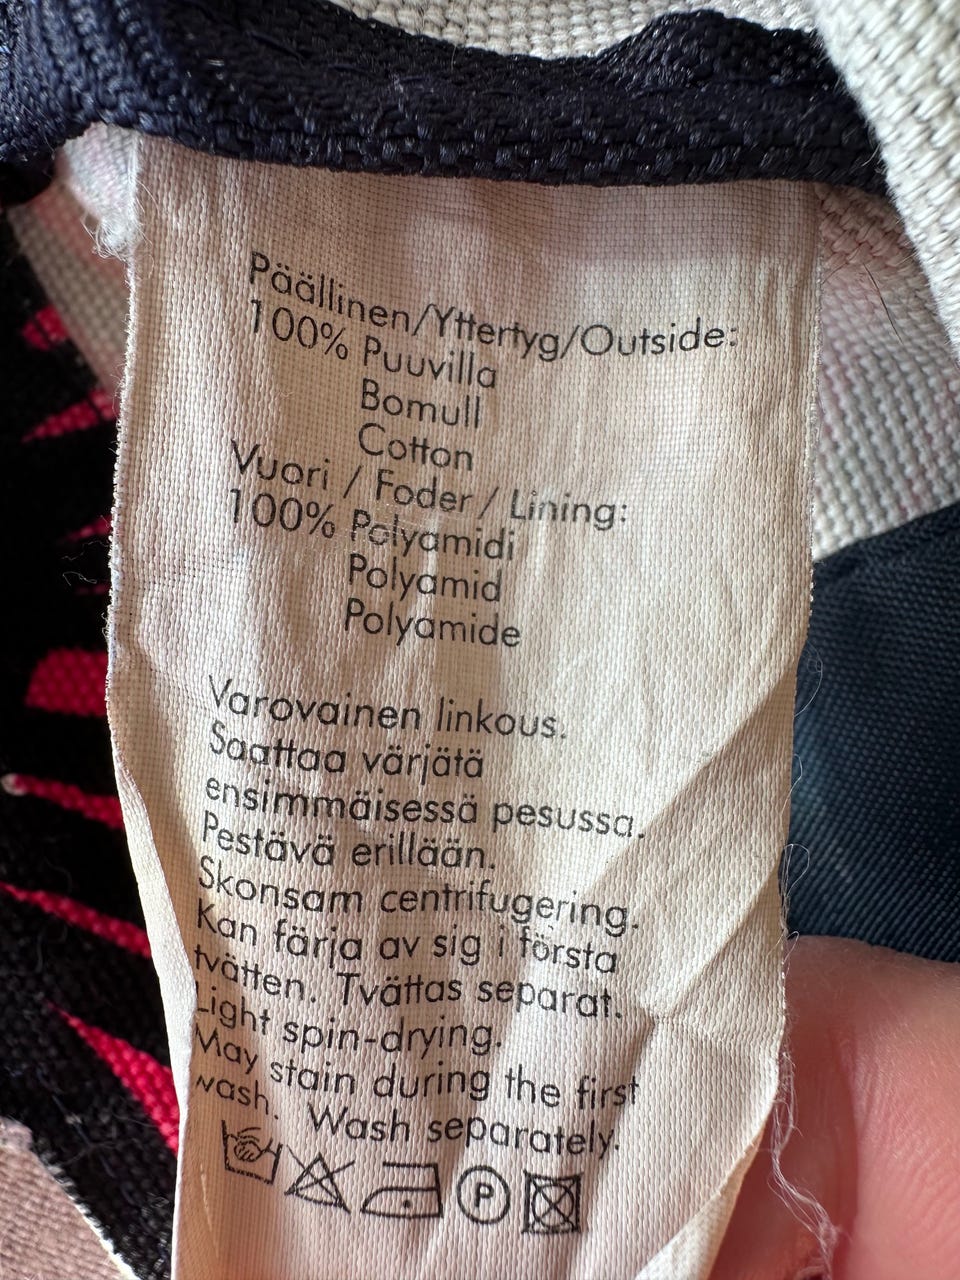 Päällinen/Yttertyg/Outside:
100% Puuvilla
Bomull
Cotton
Vuori / Foder / Lining:
100% Polyamidi
Polyamid
Polyamide
Varovainen linkous.
Saattaa värjätä
ensimmäisessä pesussa.
Pestävä erillään.
Skonsam centrifugering.
Kan färja av sig i första
tvätten. Tvättas separat.
Light spin-drying.
May stain during the first
wash. Wash separately.
P